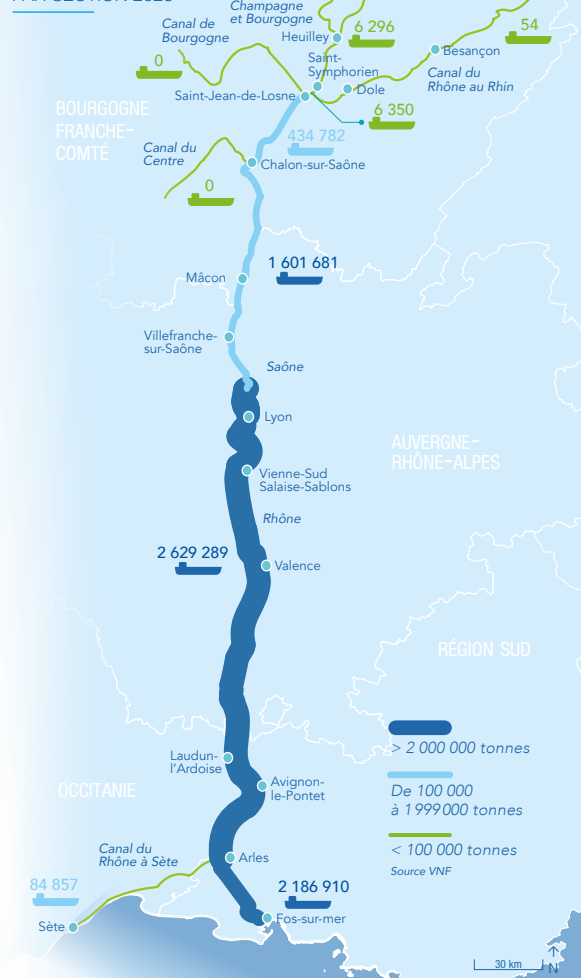 Champagne
et Bourgogne
Canal de
Bourgogne
Heuilley
6 296
54
0
Saint-
Symphorien
Besançon
Saint-Jean-de-Losne
Dole
Canal du
Rhône au Rhin
BOURGOGNE
FRANCHE-
COMTÉ
6 350
434 782
Canal du
Centre
Chalon-sur-Saône
0
1 601 681
Mâcon
Villefranche-
sur-Saône
Saône
Lyon
AUVERGNE-
RHÔNE-ALPES
Vienne-Sud
Salaise-Sablons
Rhône
2 629 289
Valence
RÉGION SUD
> 2 000 000 tonnes
Laudun-
l'Ardoise
De 100 000
à 1 999 000 tonnes
Avignon-
le-Pontet
OCCITANIE
< 100 000 tonnes
Source VNF
Canal du
Rhône à Sète
Arles
84 857
2 186 910
Sète
Fos-sur-mer
30 km
N